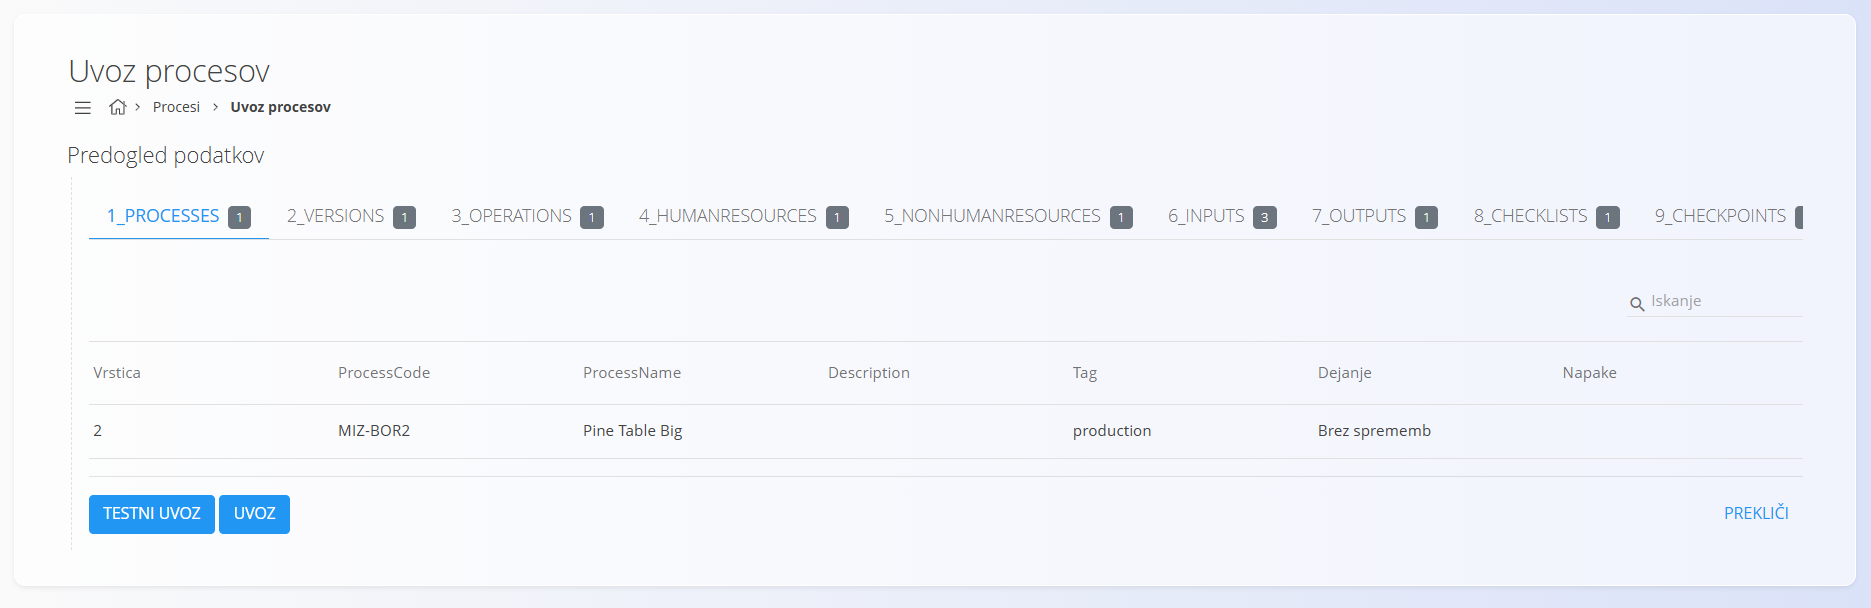 Uvoz procesov
Procesi > Uvoz procesov
Predogled podatkov
1_PROCESSES 1 2_VERSIONS 1 3_OPERATIONS 1 4_HUMANRESOURCES 1 5_NONHUMANRESOURCES 1 6_INPUTS 3 7_OUTPUTS 1 8_CHECKLISTS 1 9_CHECKPOINTS
Iskanje
Vrstica ProcessCode ProcessName Description Tag Dejanje Napake
2 MIZ-BOR2 Pine Table Big production Brez sprememb
TESTNI UVOZ UVOZ PREKLIČI